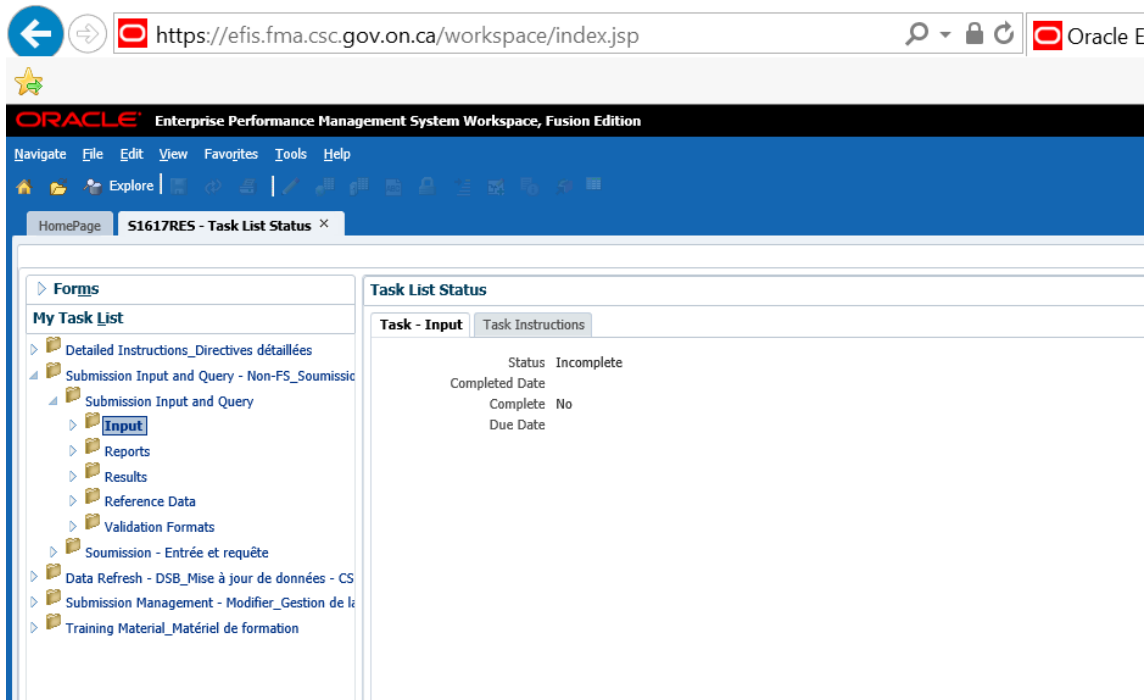 https://efis.fma.csc.gov.on.ca/workspace/index.jsp
Oracle E
ORACLE Enterprise Performance Management System Workspace, Fusion Edition
Navigate File Edit View Favorites Tools Help
Explore
HomePage S1617RES - Task List Status ×
Forms
My Task List
Detailed Instructions_Directives détaillées
Submission Input and Query - Non-FS_Soumissio
Submission Input and Query
Input
Reports
Results
Reference Data
Validation Formats
Soumission - Entrée et requête
Data Refresh - DSB_Mise à jour de données - CS
Submission Management - Modifier_Gestion de la
Training Material_Matériel de formation
Task List Status
Task - Input Task Instructions
Status Incomplete
Completed Date
Complete No
Due Date